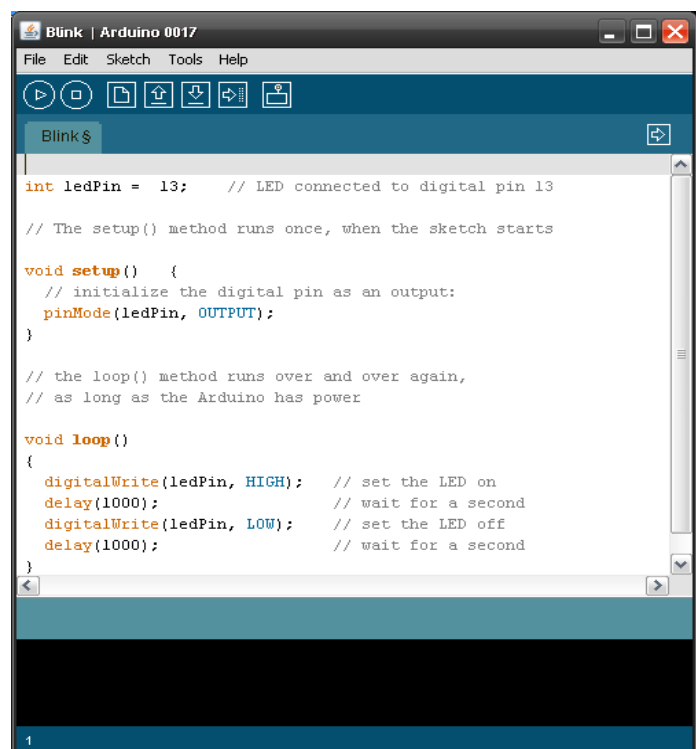 Blink | Arduino 0017
File Edit Sketch Tools Help
Blink §
int ledPin =  13;    // LED connected to digital pin 13
// The setup() method runs once, when the sketch starts
void setup()   {
  // initialize the digital pin as an output:
  pinMode(ledPin, OUTPUT);
}
// the loop() method runs over and over again,
// as long as the Arduino has power
void loop()
{
  digitalWrite(ledPin, HIGH);   // set the LED on
  delay(1000);                  // wait for a second
  digitalWrite(ledPin, LOW);    // set the LED off
  delay(1000);                  // wait for a second
}
1